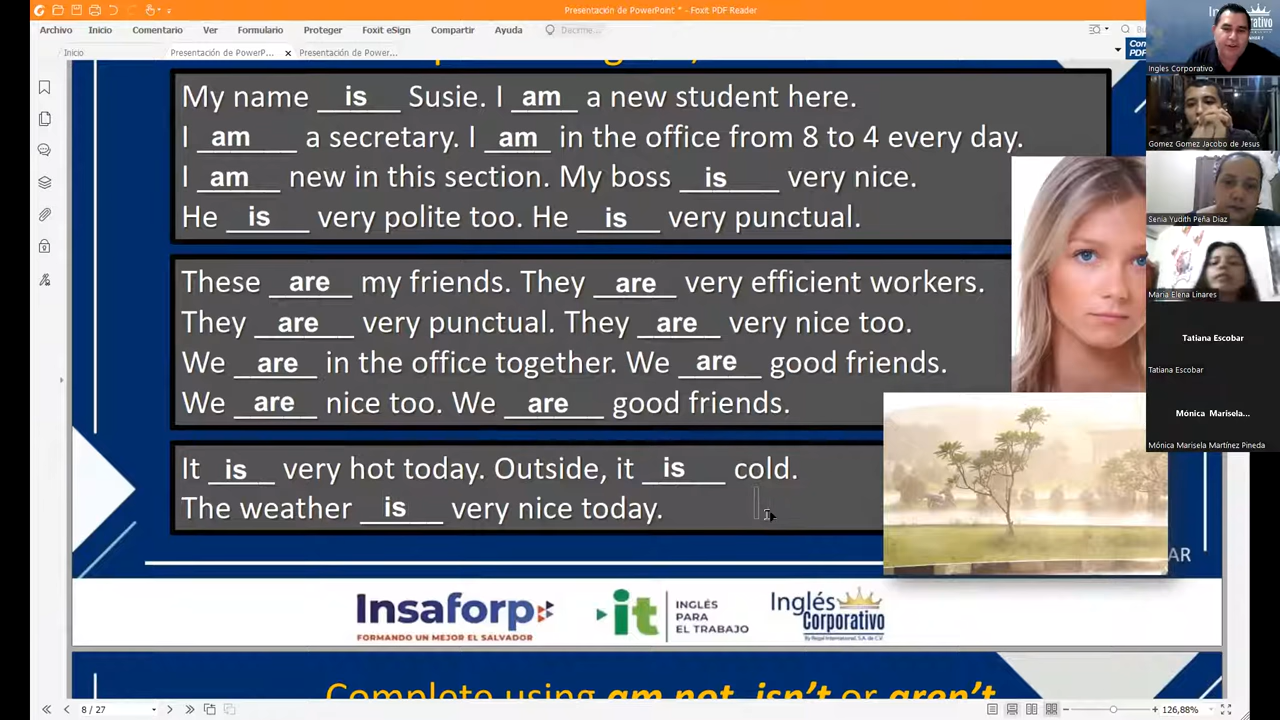 Presentación de PowerPoint * - Foxit PDF Reader
Archivo Inicio Comentario Ver Formulario Proteger Foxit eSign Compartir Ayuda Decirme...
Inicio Presentación de PowerP... × Presentación de PowerP...
My name is Susie. I am a new student here.
I am a secretary. I am in the office from 8 to 4 every day.
I am new in this section. My boss is very nice.
He is very polite too. He is very punctual.
These are my friends. They are very efficient workers.
They are very punctual. They are very nice too.
We are in the office together. We are good friends.
We are nice too. We are good friends.
It is very hot today. Outside, it is cold.
The weather is very nice today.
AR
Insaforp
FORMANDO UN MEJOR EL SALVADOR
it INGLÉS PARA EL TRABAJO
Inglés Corporativo
By Regal International, S.A. de C.V.
Complete using am not, isn't or aren't
8 / 27
126,88%
Ingles Corporativo
Gomez Gomez Jacobo de Jesus
Senia Yudith Peña Diaz
Maria Elena Linares
Tatiana Escobar
Tatiana Escobar
Mónica Marisela...
Mónica Marisela Martínez Pineda